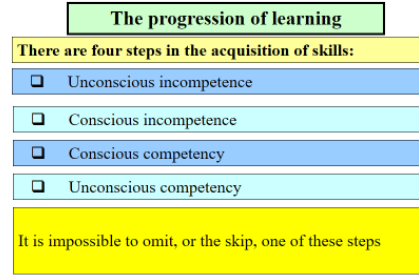 The progression of learning
There are four steps in the acquisition of skills:
❑ Unconscious incompetence
❑ Conscious incompetence
❑ Conscious competency
❑ Unconscious competency
It is impossible to omit, or the skip, one of these steps